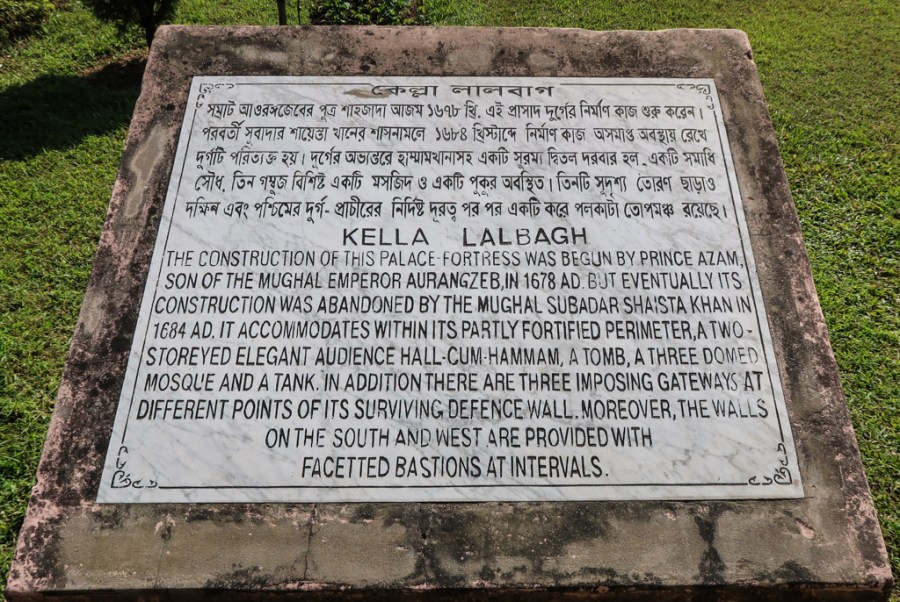 কেল্লা লালবাগ
সম্রাট আওরঙ্গজেবের পুত্র শাহজাদা আজম ১৬৭৮ খ্রি. এই প্রাসাদ দুর্গের নির্মাণ কাজ শুরু করেন।
পরবর্তী সুবাদার শায়েস্তা খানের শাসনামলে ১৬৮৪ খ্রিস্টাব্দে নির্মাণ কাজ অসমাপ্ত অবস্থায় রেখে
দুর্গটি পরিত্যক্ত হয়। দুর্গের অভ্যন্তরে হাম্মামখানাসহ একটি সুরম্য দ্বিতল দরবার হল, একটি সমাধি
সৌধ, তিন গম্বুজ বিশিষ্ট একটি মসজিদ ও একটি পুকুর অবস্থিত। তিনটি সুদৃশ্য তোরণ ছাড়াও
দক্ষিন এবং পশ্চিমের দুর্গ-প্রাচীরের নির্দিষ্ট দূরত্ব পর পর একটি করে পলকাটা তোপমঞ্চ রয়েছে।
KELLA LALBAGH
THE CONSTRUCTION OF THIS PALACE-FORTRESS WAS BEGUN BY PRINCE AZAM,
SON OF THE MUGHAL EMPEROR AURANGZEB, IN 1678 AD. BUT EVENTUALLY ITS
CONSTRUCTION WAS ABANDONED BY THE MUGHAL SUBADAR SHAISTA KHAN IN
1684 AD. IT ACCOMMODATES WITHIN ITS PARTLY FORTIFIED PERIMETER, A TWO-
STOREYED ELEGANT AUDIENCE HALL-CUM-HAMMAM, A TOMB, A THREE DOMED
MOSQUE AND A TANK. IN ADDITION THERE ARE THREE IMPOSING GATEWAYS AT
DIFFERENT POINTS OF ITS SURVIVING DEFENCE WALL. MOREOVER, THE WALLS
ON THE SOUTH AND WEST ARE PROVIDED WITH
FACETTED BASTIONS AT INTERVALS.